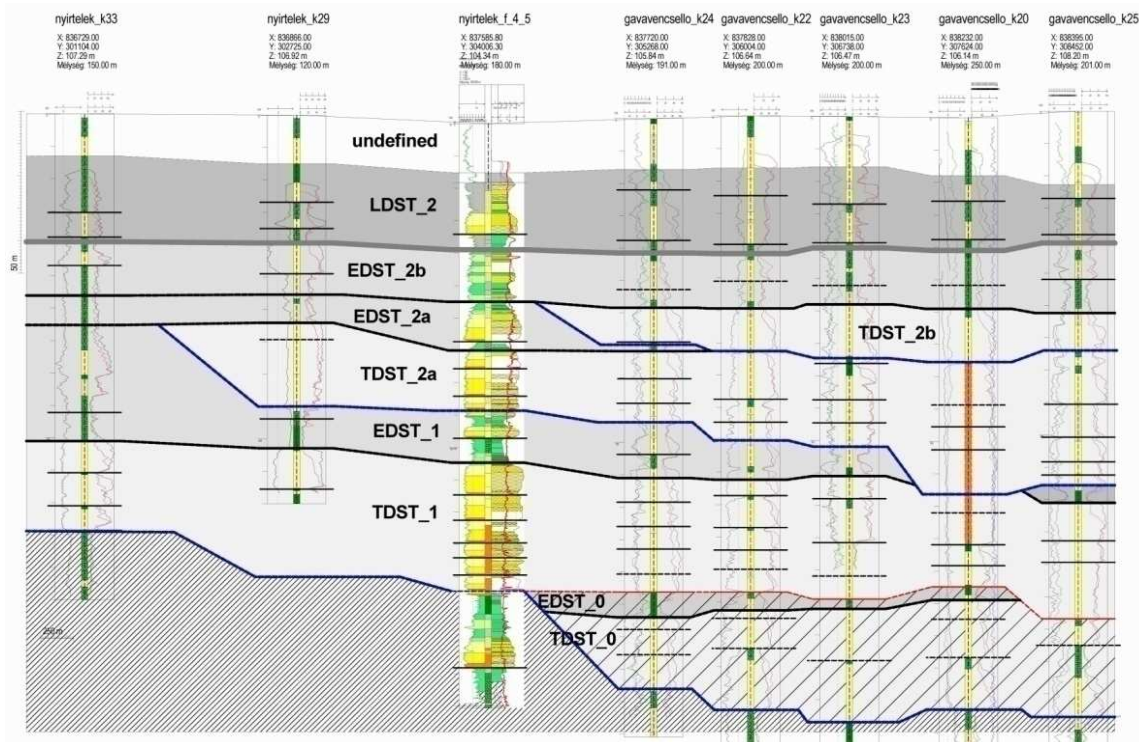 nyirtelek_k33
X: 836729.00
Y: 301104.00
Z: 107.29 m
Mélység: 150.00 m
nyirtelek_k29
X: 836866.00
Y: 302725.00
Z: 106.92 m
Mélység: 120.00 m
nyirtelek_f_4_5
X: 837585.80
Y: 304006.30
Z: 104.34 m
Mélység: 180.00 m
gavavencsello_k24
X: 837720.00
Y: 305268.00
Z: 105.84 m
Mélység: 191.00 m
gavavencsello_k22
X: 837828.00
Y: 306004.00
Z: 106.64 m
Mélység: 200.00 m
gavavencsello_k23
X: 838015.00
Y: 306738.00
Z: 106.47 m
Mélység: 200.00 m
gavavencsello_k20
X: 838232.00
Y: 307624.00
Z: 106.14 m
Mélység: 250.00 m
gavavencsello_k25
X: 838395.00
Y: 308452.00
Z: 108.20 m
Mélység: 201.00 m
undefined
LDST_2
50 m
EDST_2b
EDST_2a
TDST_2b
TDST_2a
EDST_1
TDST_1
EDST_0
TDST_0
250 m